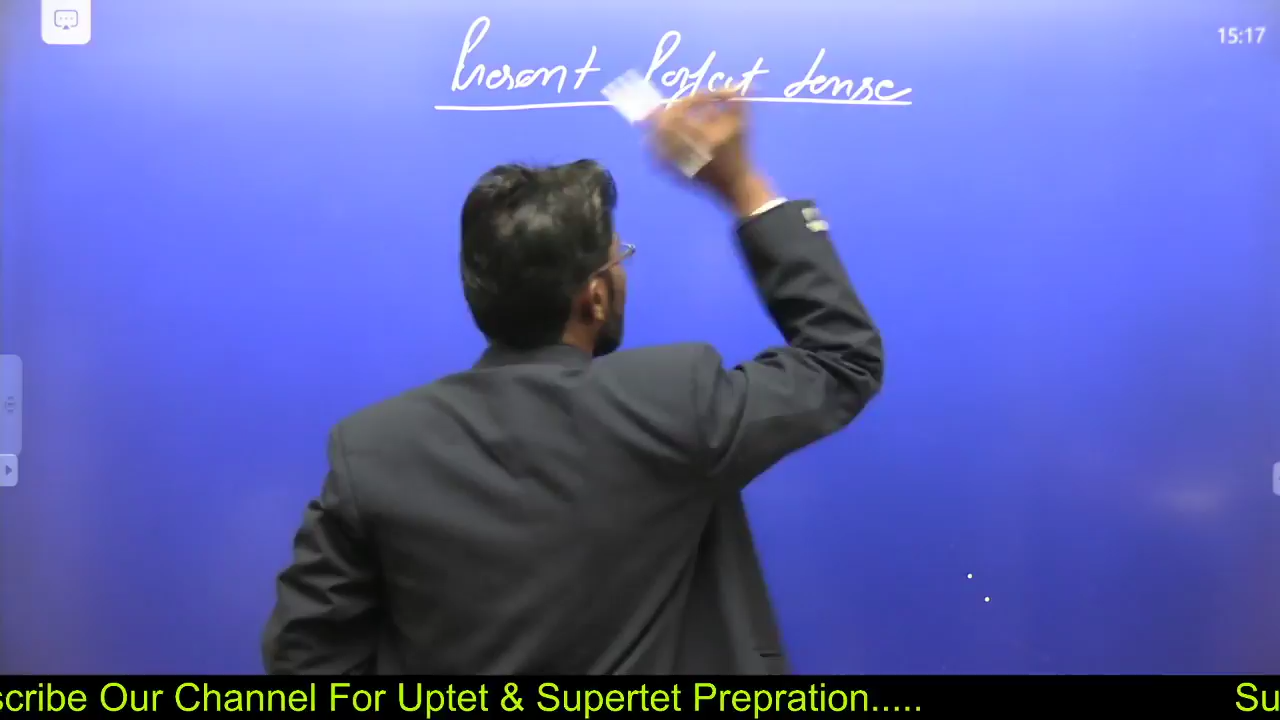 15:17
Present Perfect tense
scribe Our Channel For Uptet & Supertet Prepration..... Su